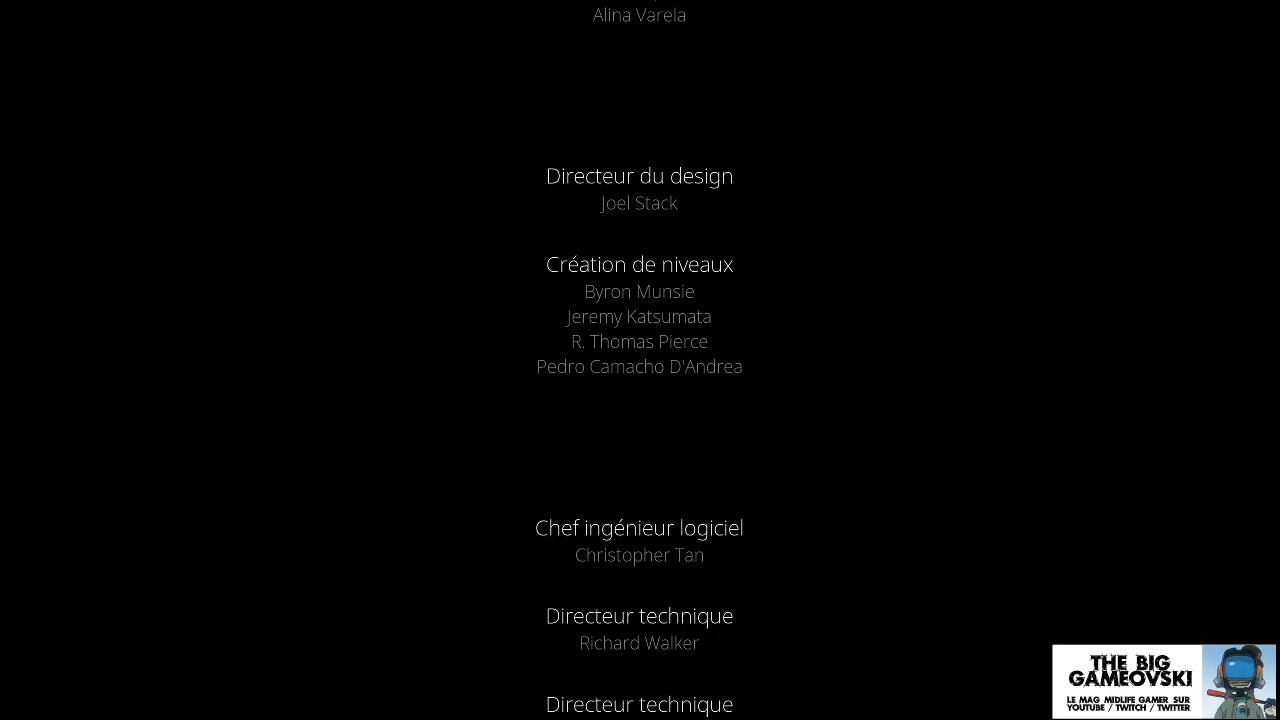 Alina Varela
Directeur du design
Joel Stack
Création de niveaux
Byron Munsie
Jeremy Katsumata
R. Thomas Pierce
Pedro Camacho D'Andrea
Chef ingénieur logiciel
Christopher Tan
Directeur technique
Richard Walker
Directeur technique
THE BIG
GAMEOVSKI
LE MAG MIDLIFE GAMER SUR
YOUTUBE / TWITCH / TWITTER